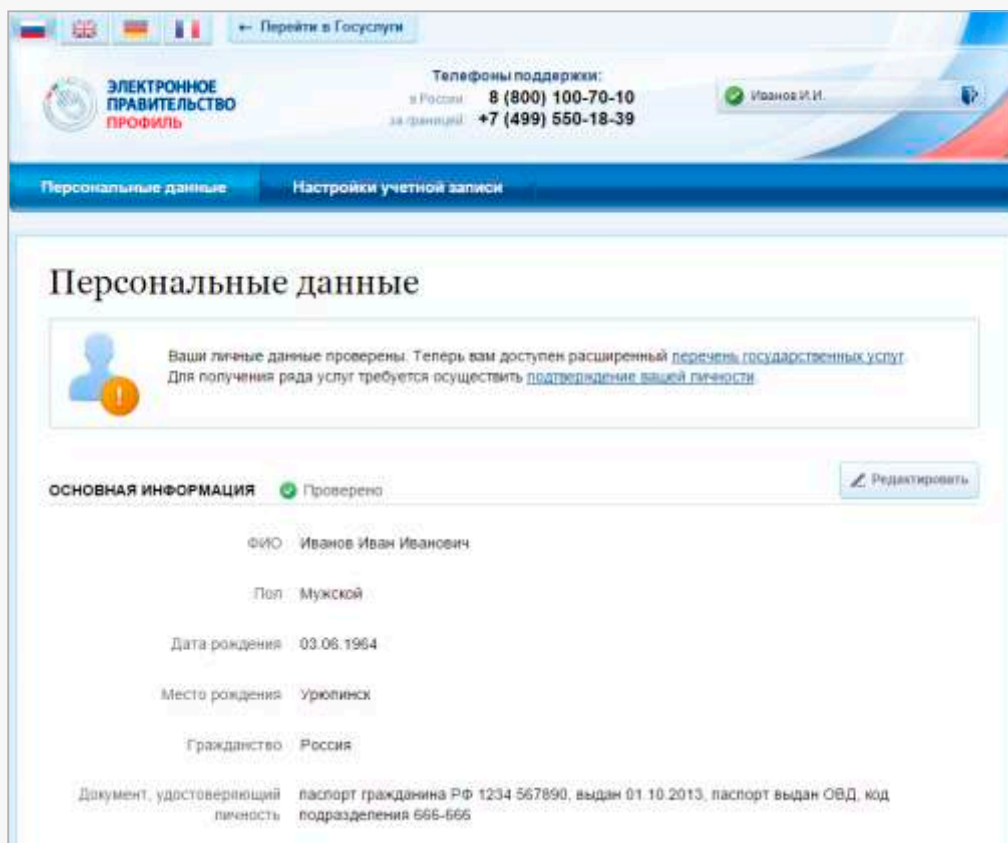 ← Перейти в Госуслуги
ЭЛЕКТРОННОЕ
ПРАВИТЕЛЬСТВО
ПРОФИЛЬ
Телефоны поддержки:
в России: 8 (800) 100-70-10
за границей: +7 (499) 550-18-39
Иванов И.И.
Персональные данные
Настройки учетной записи
Персональные данные
Ваши личные данные проверены. Теперь вам доступен расширенный перечень государственных услуг.
Для получения ряда услуг требуется осуществить подтверждение вашей личности.
ОСНОВНАЯ ИНФОРМАЦИЯ Проверено
Редактировать
ФИО Иванов Иван Иванович
Пол Мужской
Дата рождения 03.06.1964
Место рождения Урюпинск
Гражданство Россия
Документ, удостоверяющий личность паспорт гражданина РФ 1234 567890, выдан 01.10.2013, паспорт выдан ОВД, код
подразделения 666-666